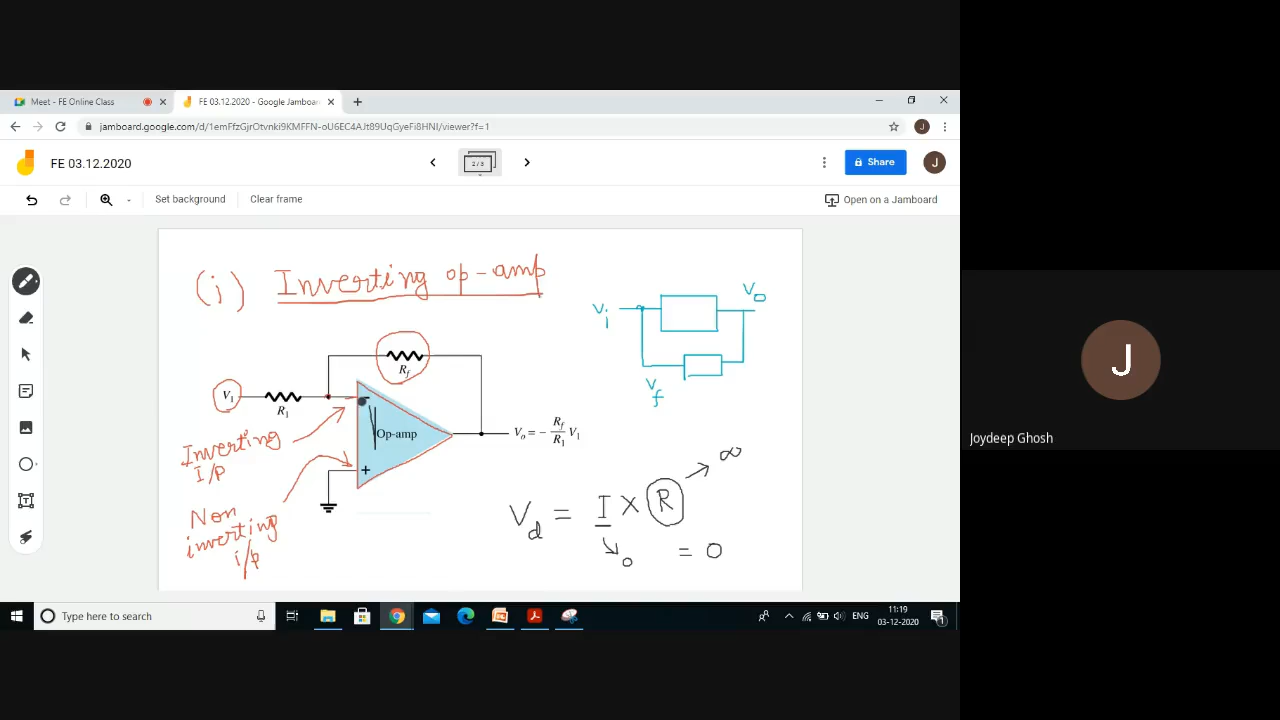 Meet - FE Online Class
FE 03.12.2020 - Google Jamboard
jamboard.google.com/d/1emFfzGjrOtvnki9KMFFN-oU6EC4AJt89UqGyeFi8HNI/viewer?f=1
J
FE 03.12.2020
2 / 3
Share
J
Set background
Clear frame
Open on a Jamboard
(i) Inverting op-amp
Vi
Vo
Vf
Rf
V1
R1
Op-amp
+
Vo = - Rf/R1 V1
Inverting
I/P
Non
inverting
i/p
Vd = I × R → ∞
↘ 0 = 0
J
Joydeep Ghosh
Type here to search
ENG
11:19
03-12-2020
1